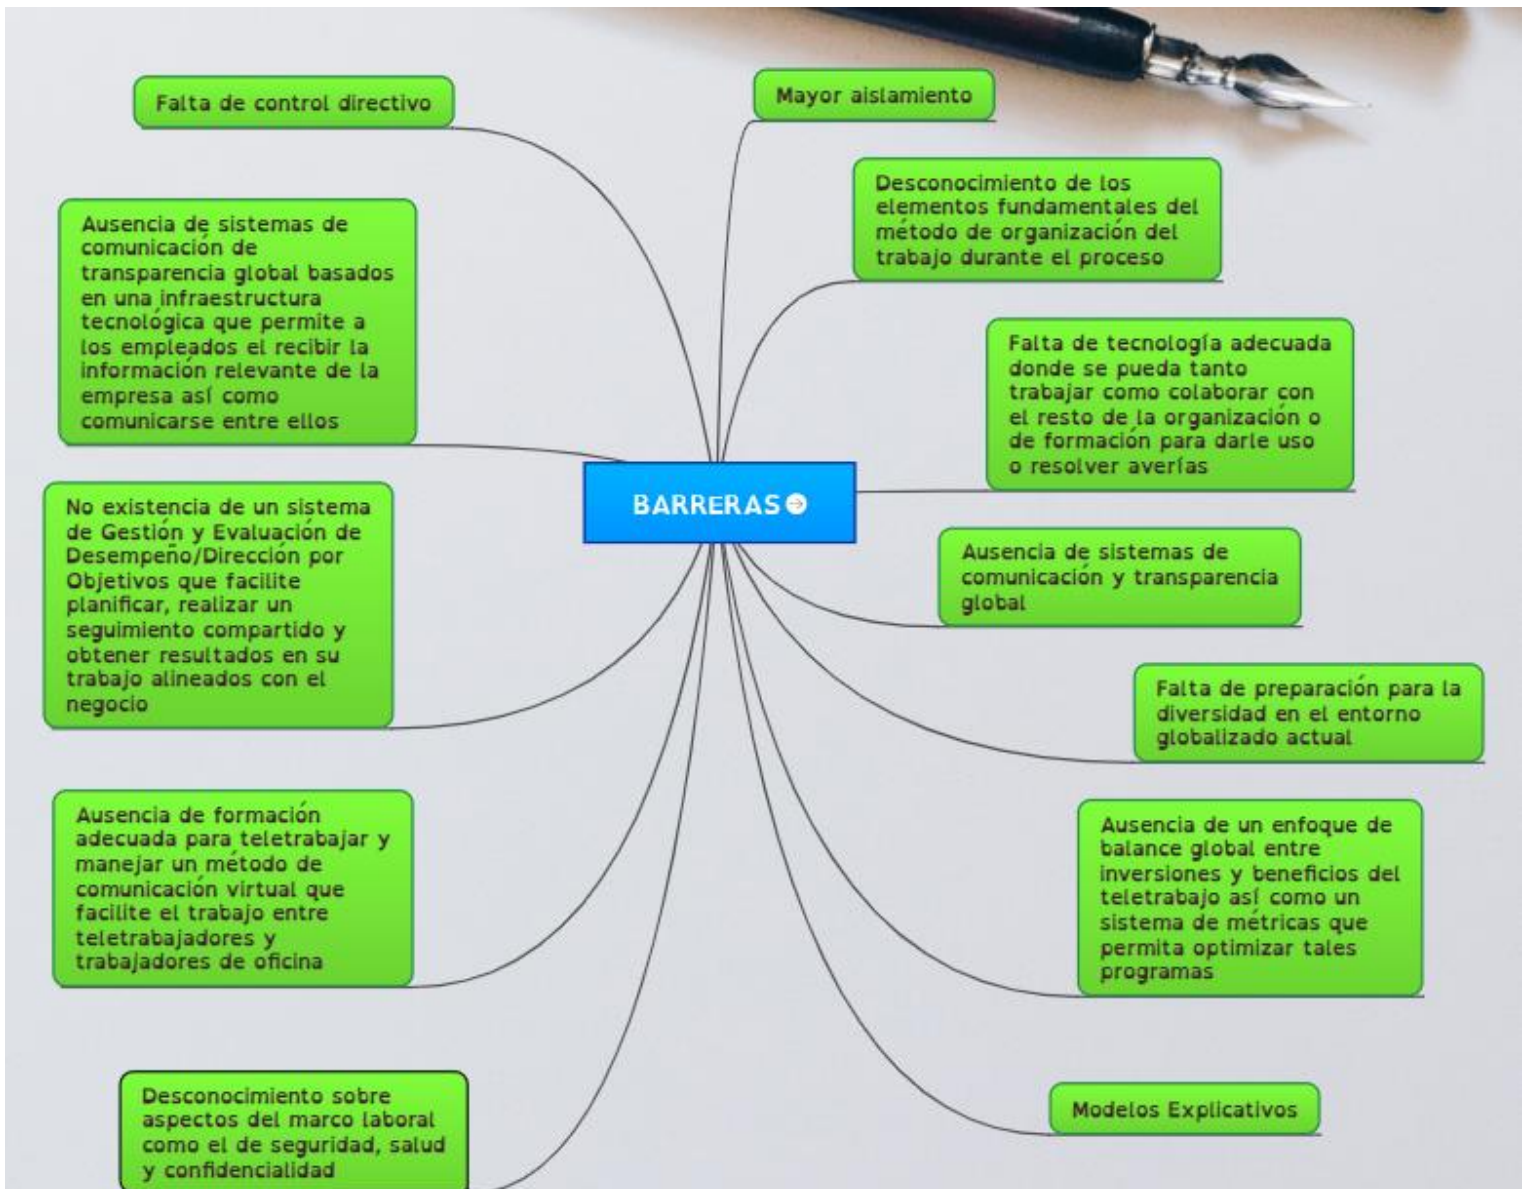 Falta de control directivo
Ausencia de sistemas de
comunicación de
transparencia global basados
en una infraestructura
tecnológica que permite a
los empleados el recibir la
información relevante de la
empresa así como
comunicarse entre ellos
No existencia de un sistema
de Gestión y Evaluación de
Desempeño/Dirección por
Objetivos que facilite
planificar, realizar un
seguimiento compartido y
obtener resultados en su
trabajo alineados con el
negocio
Ausencia de formación
adecuada para teletrabajar y
manejar un método de
comunicación virtual que
facilite el trabajo entre
teletrabajadores y
trabajadores de oficina
Desconocimiento sobre
aspectos del marco laboral
como el de seguridad, salud
y confidencialidad
BARRERAS
Mayor aislamiento
Desconocimiento de los
elementos fundamentales del
método de organización del
trabajo durante el proceso
Falta de tecnología adecuada
donde se pueda tanto
trabajar como colaborar con
el resto de la organización o
de formación para darle uso
o resolver averías
Ausencia de sistemas de
comunicación y transparencia
global
Falta de preparación para la
diversidad en el entorno
globalizado actual
Ausencia de un enfoque de
balance global entre
inversiones y beneficios del
teletrabajo así como un
sistema de métricas que
permita optimizar tales
programas
Modelos Explicativos